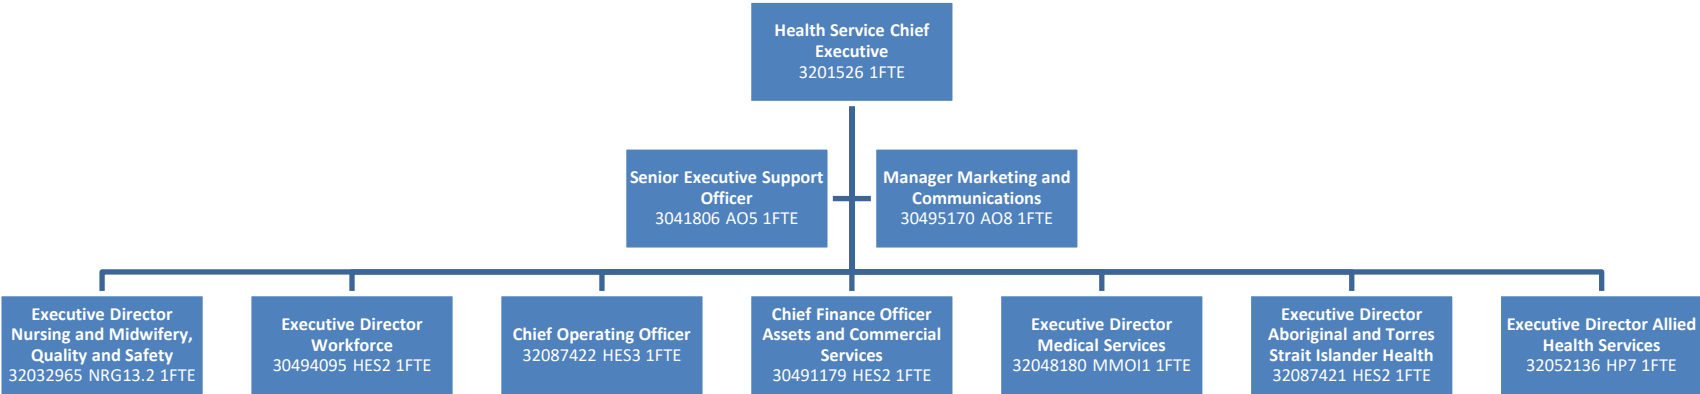 Health Service Chief
Executive
3201526 1FTE
Senior Executive Support
Officer
3041806 AO5 1FTE
Manager Marketing and
Communications
30495170 AO8 1FTE
Executive Director
Nursing and Midwifery,
Quality and Safety
32032965 NRG13.2 1FTE
Executive Director
Workforce
30494095 HES2 1FTE
Chief Operating Officer
32087422 HES3 1FTE
Chief Finance Officer
Assets and Commercial
Services
30491179 HES2 1FTE
Executive Director
Medical Services
32048180 MMOI1 1FTE
Executive Director
Aboriginal and Torres
Strait Islander Health
32087421 HES2 1FTE
Executive Director Allied
Health Services
32052136 HP7 1FTE